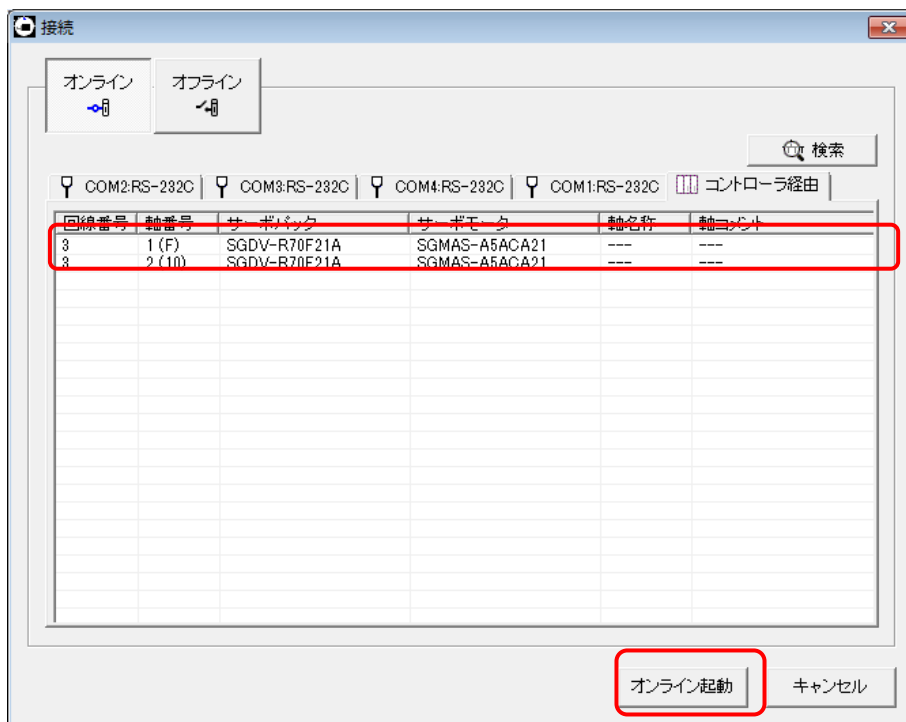 接続
オンライン オフライン
検索
COM2:RS-232C COM3:RS-232C COM4:RS-232C COM1:RS-232C コントローラ経由
回線番号 軸番号 サーボパック サーボモータ 軸名称 軸コメント
3 1(F) SGDV-R70F21A SGMAS-A5ACA21 --- ---
3 2(10) SGDV-R70F21A SGMAS-A5ACA21 --- ---
オンライン起動 キャンセル